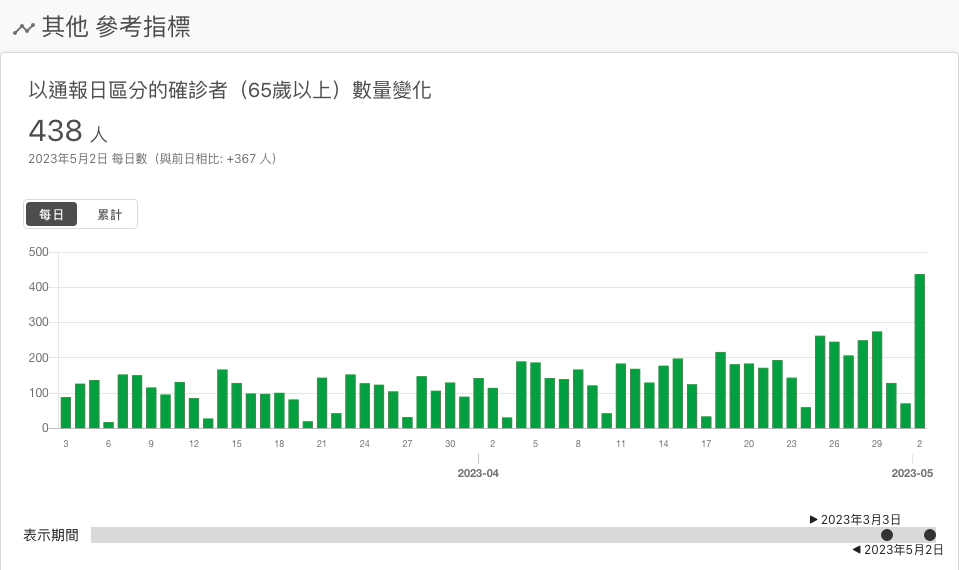 其他 參考指標
以通報日區分的確診者（65歲以上）數量變化
438 人
2023年5月2日 每日數（與前日相比: +367 人）
每日 累計
500
400
300
200
100
0
3 6 9 12 15 18 21 24 27 30 2 5 8 11 14 17 20 23 26 29 2
2023-04 2023-05
▶ 2023年3月3日
表示期間
◀ 2023年5月2日